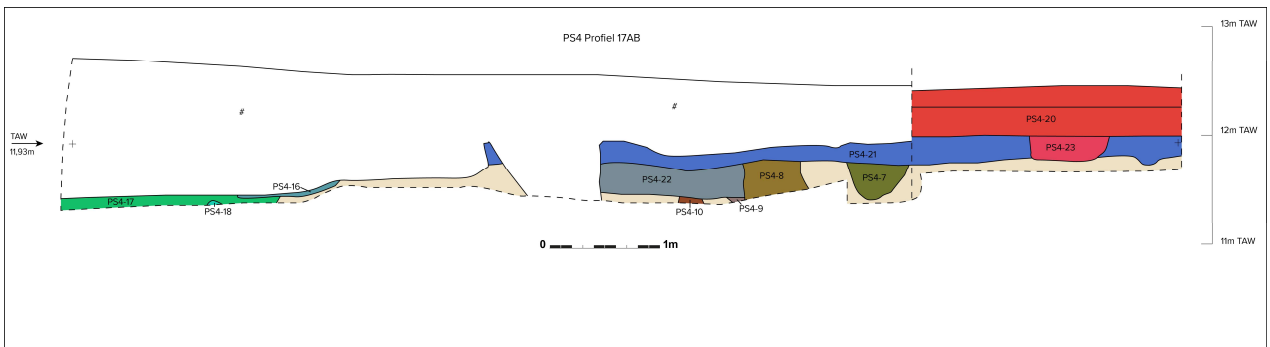 PS4 Profiel 17AB
13m TAW
#
#
PS4-20
12m TAW
TAW
11,93m
PS4-23
PS4-21
PS4-22
PS4-8
PS4-7
PS4-16
PS4-17
PS4-18
PS4-10
PS4-9
0
1m
11m TAW